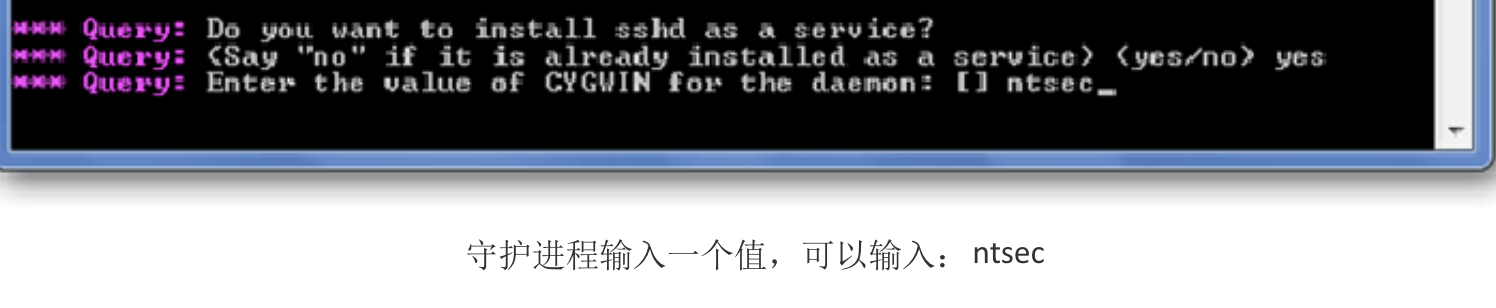 *** Query: Do you want to install sshd as a service?
*** Query: (Say "no" if it is already installed as a service) (yes/no) yes
*** Query: Enter the value of CYGWIN for the daemon: [] ntsec_
守护进程输入一个值，可以输入：ntsec